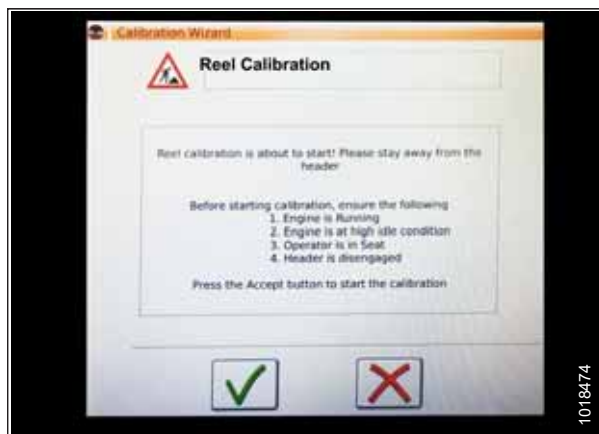 Calibration Wizard
Reel Calibration
Reel calibration is about to start! Please stay away from the
header
Before starting calibration, ensure the following
1. Engine is Running
2. Engine is at high idle condition
3. Operator is in Seat
4. Header is disengaged
Press the Accept button to start the calibration
1018474